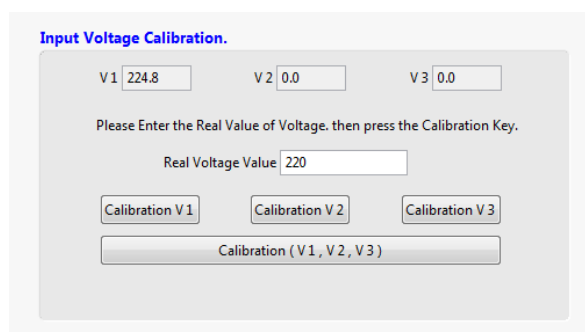 Input Voltage Calibration.
V 1 224.8 V 2 0.0 V 3 0.0
Please Enter the Real Value of Voltage. then press the Calibration Key.
Real Voltage Value 220
Calibration V 1 Calibration V 2 Calibration V 3
Calibration ( V 1 , V 2 , V 3 )